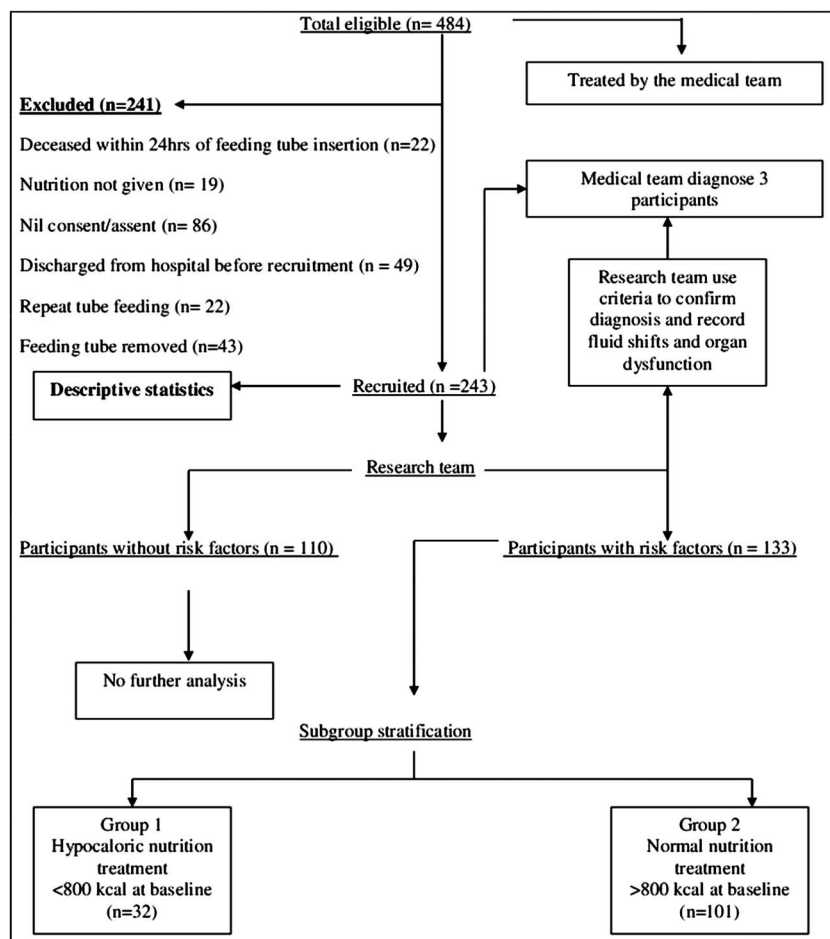 Total eligible (n= 484)
Treated by the medical team
Excluded (n=241)
Deceased within 24hrs of feeding tube insertion (n=22)
Nutrition not given (n= 19)
Nil consent/assent (n= 86)
Discharged from hospital before recruitment (n = 49)
Repeat tube feeding (n= 22)
Feeding tube removed (n=43)
Medical team diagnose 3
participants
Research team use
criteria to confirm
diagnosis and record
fluid shifts and organ
dysfunction
Descriptive statistics
Recruited (n =243)
Research team
Participants without risk factors (n = 110)
Participants with risk factors (n = 133)
No further analysis
Subgroup stratification
Group 1
Hypocaloric nutrition
treatment
<800 kcal at baseline
(n=32)
Group 2
Normal nutrition
treatment
>800 kcal at baseline
(n=101)